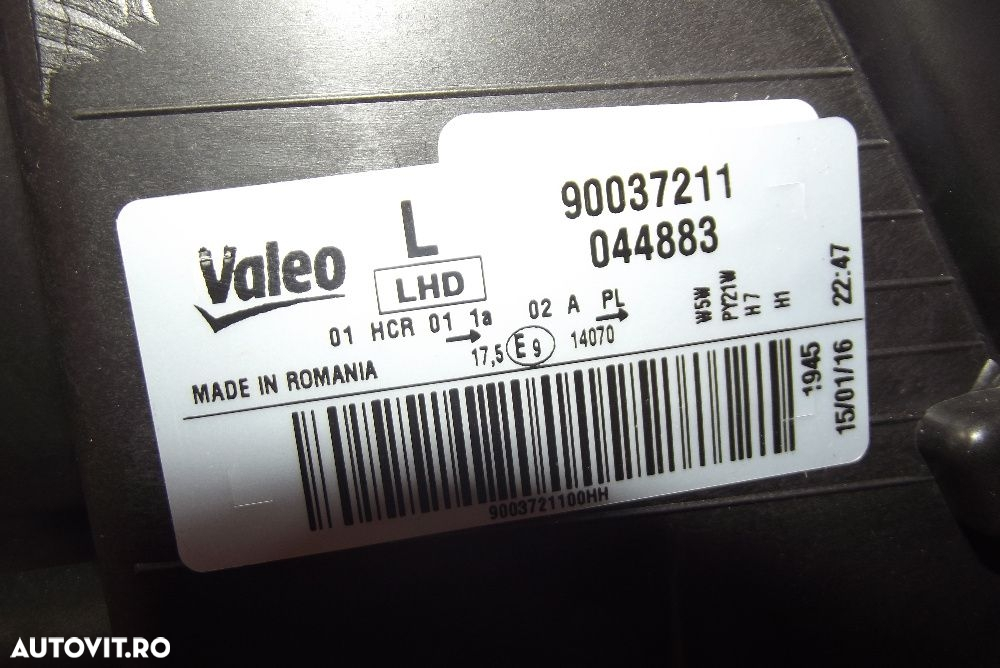 Valeo
L
LHD
90037211
044883
01 HCR 01 1a 02 A PL
17,5 E9 14070
MADE IN ROMANIA
W5W
PY21W
H7
H1
22:47
1945
15/01/16
9003721100HH
AUTOVIT.RO